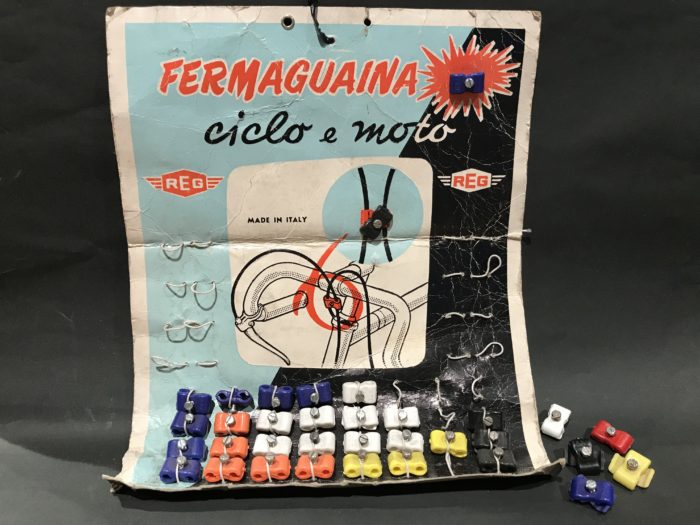 FERMAGUAINA
ciclo e moto
REG
REG
MADE IN ITALY